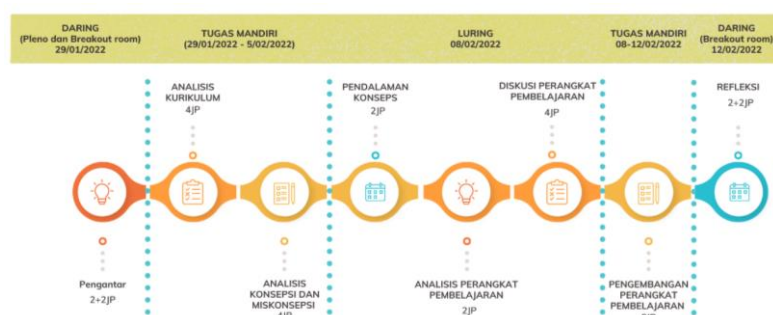 DARING
(Pleno dan Breakout room)
29/01/2022
TUGAS MANDIRI
(29/01/2022 - 5/02/2022)
LURING
08/02/2022
TUGAS MANDIRI
08-12/02/2022
DARING
(Breakout room)
12/02/2022
ANALISIS
KURIKULUM
4JP
PENDALAMAN
KONSEPS
2JP
DISKUSI PERANGKAT
PEMBELAJARAN
4JP
REFLEKSI
2+2JP
Pengantar
2+2JP
ANALISIS
KONSEPSI DAN
MISKONSEPSI
ANALISIS PERANGKAT
PEMBELAJARAN
2JP
PENGEMBANGAN
PERANGKAT
PEMBELAJARAN